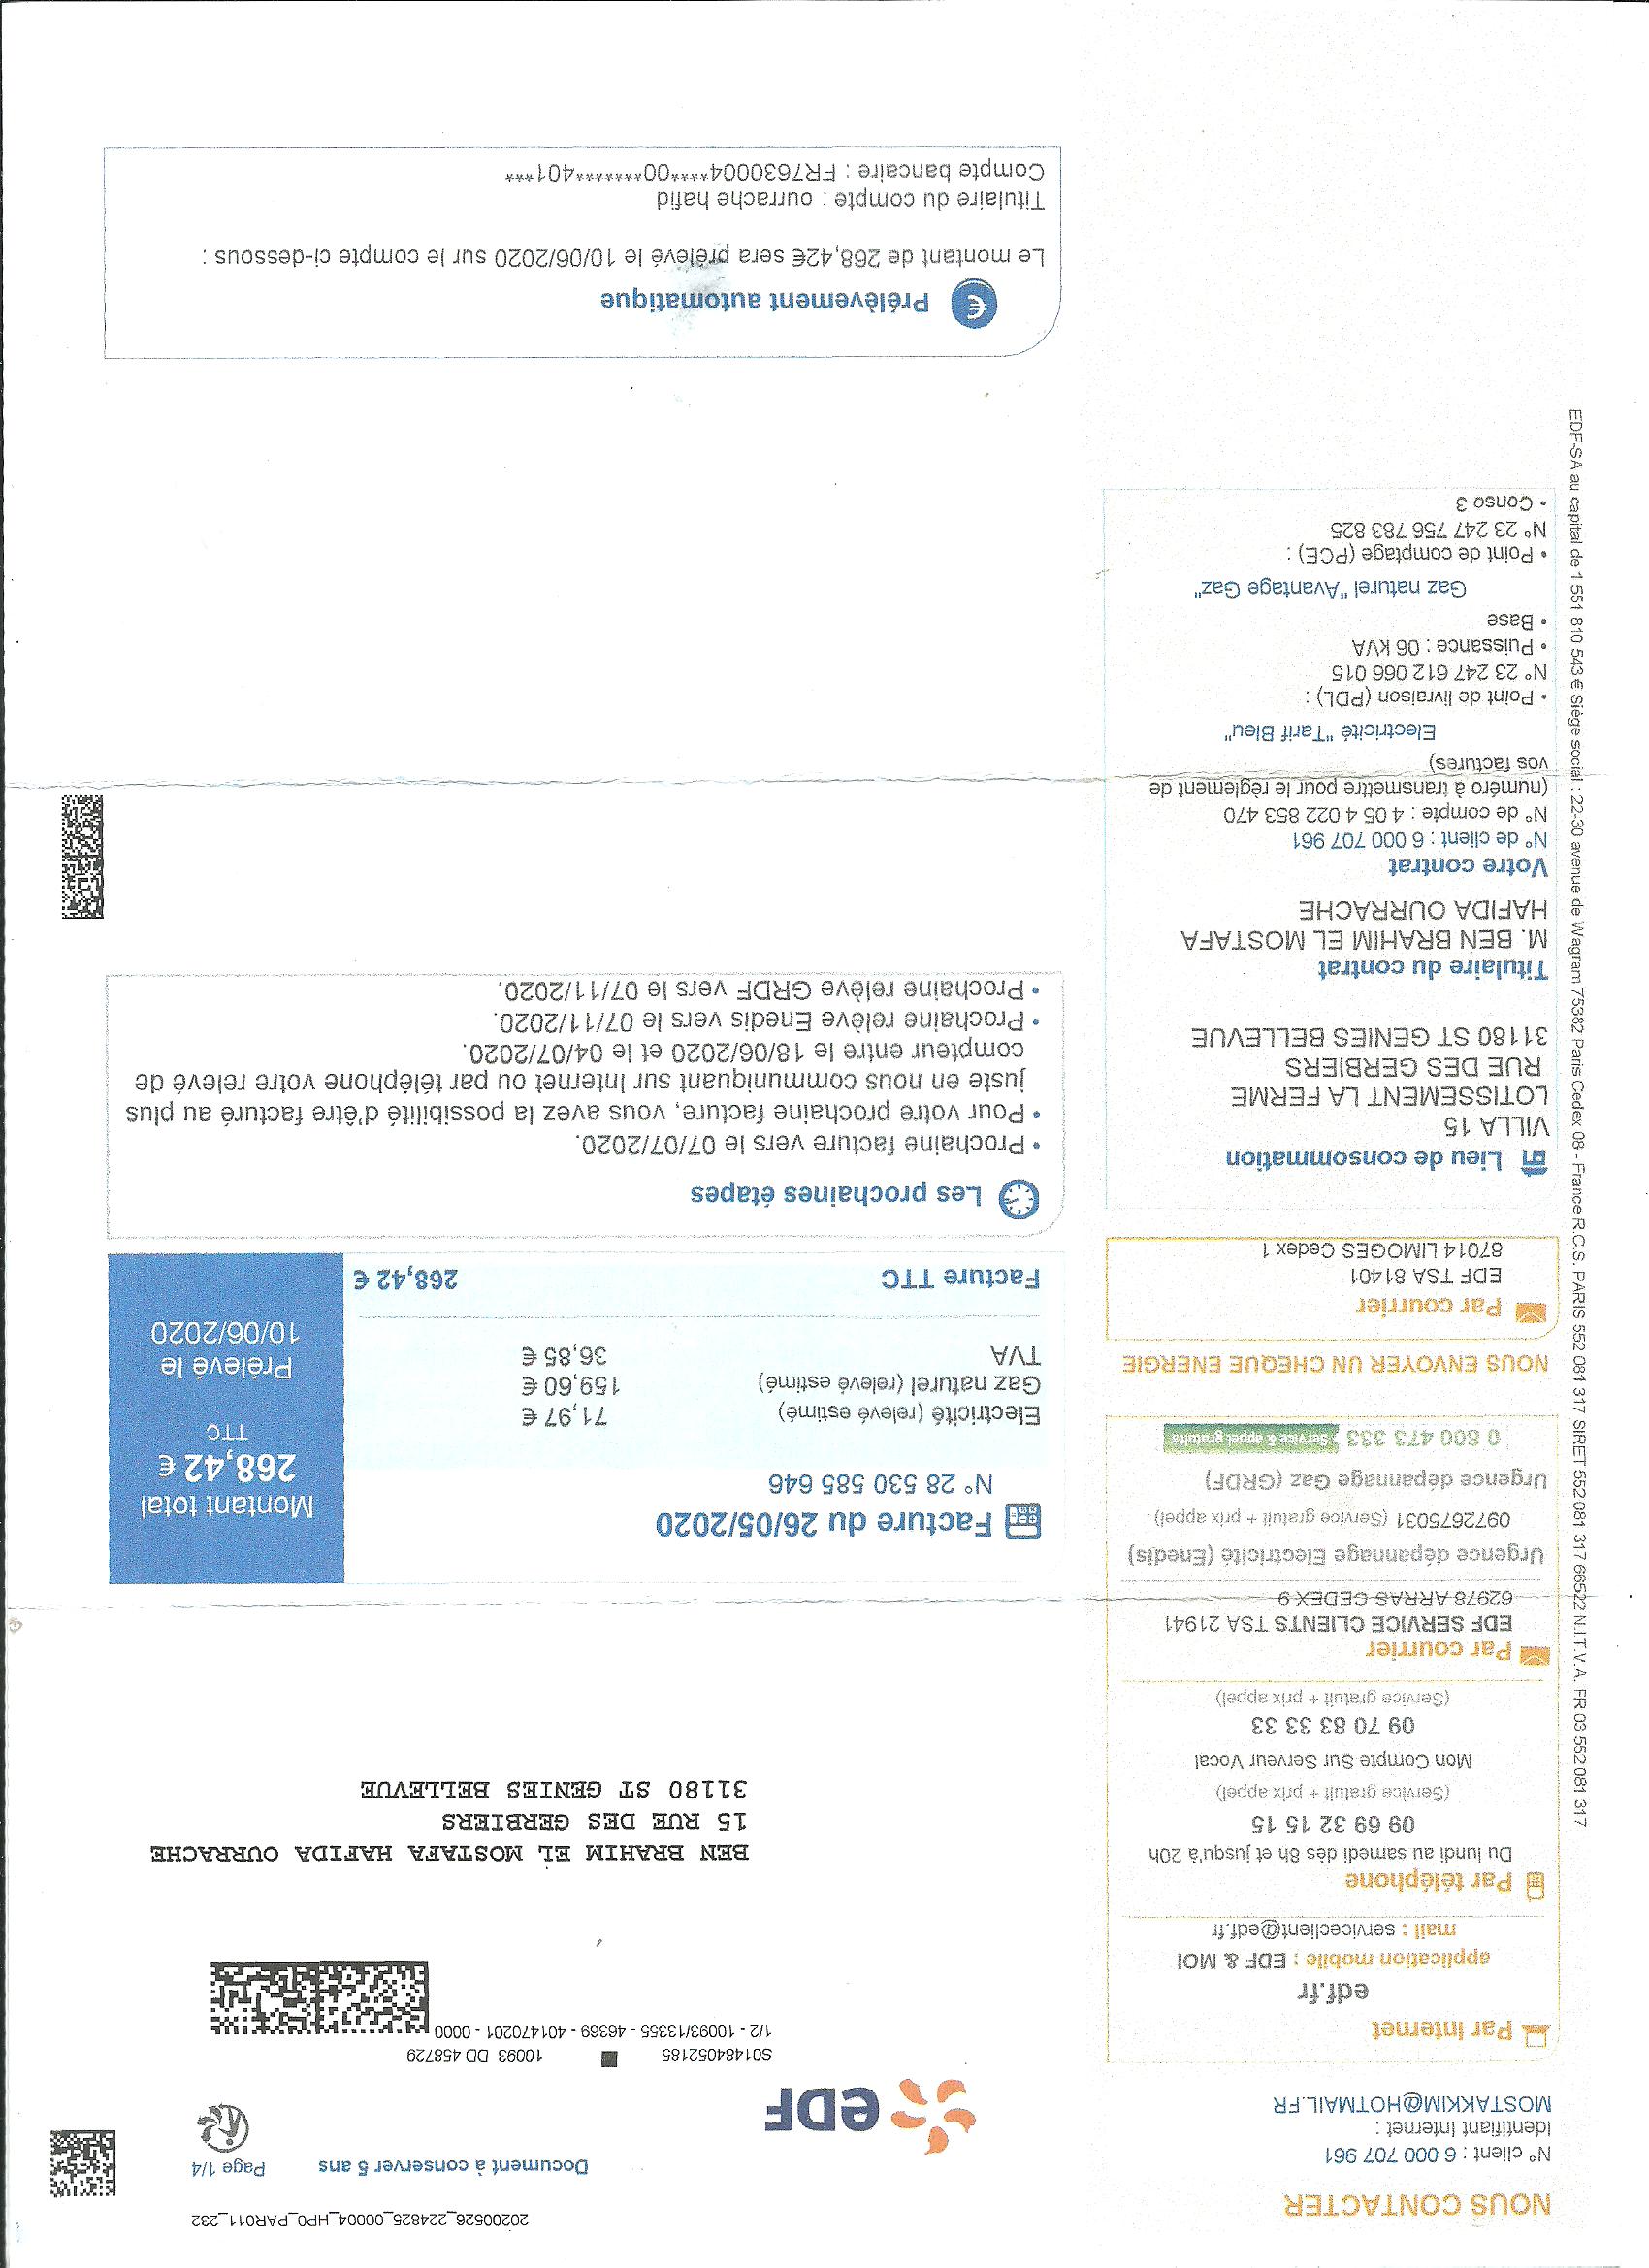 20200526_224825_00004_HP0_PAR011_232
NOUS CONTACTER
N° client : 6 000 707 961
Identifiant Internet :
MOSTAKKIM@HOTMAIL.FR
Par Internet
edf.fr
application mobile : EDF & MOI
mail : serviceclient@edf.fr
Par téléphone
Du lundi au samedi dès 8h et jusqu'à 20h
09 69 32 15 15
(Service gratuit + prix appel)
Mon Compte Sur Serveur Vocal
09 70 83 33 33
(Service gratuit + prix appel)
Par courrier
EDF SERVICE CLIENTS TSA 21941
62978 ARRAS CEDEX 9
Urgence dépannage Electricité (Enedis)
0972675031 (Service gratuit + prix appel)
Urgence dépannage Gaz (GRDF)
0 800 473 333 Service & appel gratuits
NOUS ENVOYER UN CHEQUE ENERGIE
Par courrier
EDF TSA 81401
87014 LIMOGES Cedex 1
Lieu de consommation
VILLA 15
LOTISSEMENT LA FERME
RUE DES GERBIERS
31180 ST GENIES BELLEVUE
Titulaire du contrat
M. BEN BRAHIM EL MOSTAFA
HAFIDA OURRACHE
Votre contrat
N° de client : 6 000 707 961
N° de compte : 4 05 4 022 853 470
(numéro à transmettre pour le règlement de
vos factures)
Electricité "Tarif Bleu"
• Point de livraison (PDL) :
N° 23 247 612 066 015
• Puissance : 06 kVA
• Base
Gaz naturel "Avantage Gaz"
• Point de comptage (PCE) :
N° 23 247 756 783 825
• Conso 3
Document à conserver 5 ans
Page 1/4
eDF
S0148405218S
10093 DD 458729
1/2 - 10093/13355 - 46369 - 401470201 - 0000
BEN BRAHIM EL MOSTAFA HAFIDA OURRACHE
15 RUE DES GERBIERS
31180 ST GENIES BELLEVUE
Facture du 26/05/2020
N° 28 530 585 646
Electricité (relevé estimé) 71,97 €
Gaz naturel (relevé estimé) 159,60 €
TVA 36,85 €
Facture TTC 268,42 €
Montant total
268,42 €
TTC
Prélevé le
10/06/2020
Les prochaines étapes
• Prochaine facture vers le 07/07/2020.
• Pour votre prochaine facture, vous avez la possibilité d'être facturé au plus
juste en nous communiquant sur Internet ou par téléphone votre relevé de
compteur entre le 18/06/2020 et le 04/07/2020.
• Prochaine relève Enedis vers le 07/11/2020.
• Prochaine relève GRDF vers le 07/11/2020.
€ Prélèvement automatique
Le montant de 268,42€ sera prélevé le 10/06/2020 sur le compte ci-dessous :
Titulaire du compte : ourrache hafid
Compte bancaire : FR7630004****00*******401***
EDF-SA au capital de 1 551 810 543 € Siège social : 22-30 avenue de Wagram 75382 Paris Cedex 08 - France R.C.S. PARIS 552 081 317 SIRET 552081 317 66522 N.I.T.V.A. FR 03 552 081 317